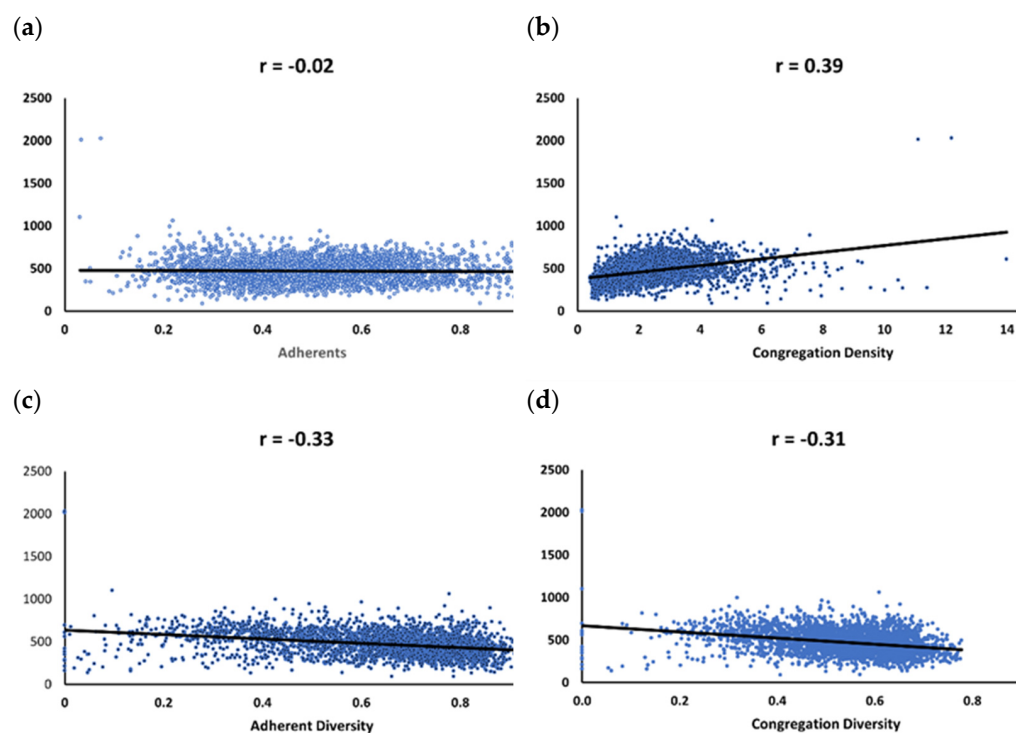 (a)
r = -0.02
2500
2000
1500
1000
500
0
0 0.2 0.4 0.6 0.8
Adherents
(b)
r = 0.39
2500
2000
1500
1000
500
0
0 2 4 6 8 10 12 14
Congregation Density
(c)
r = -0.33
2500
2000
1500
1000
500
0
0 0.2 0.4 0.6 0.8
Adherent Diversity
(d)
r = -0.31
2500
2000
1500
1000
500
0
0.0 0.2 0.4 0.6 0.8
Congregation Diversity